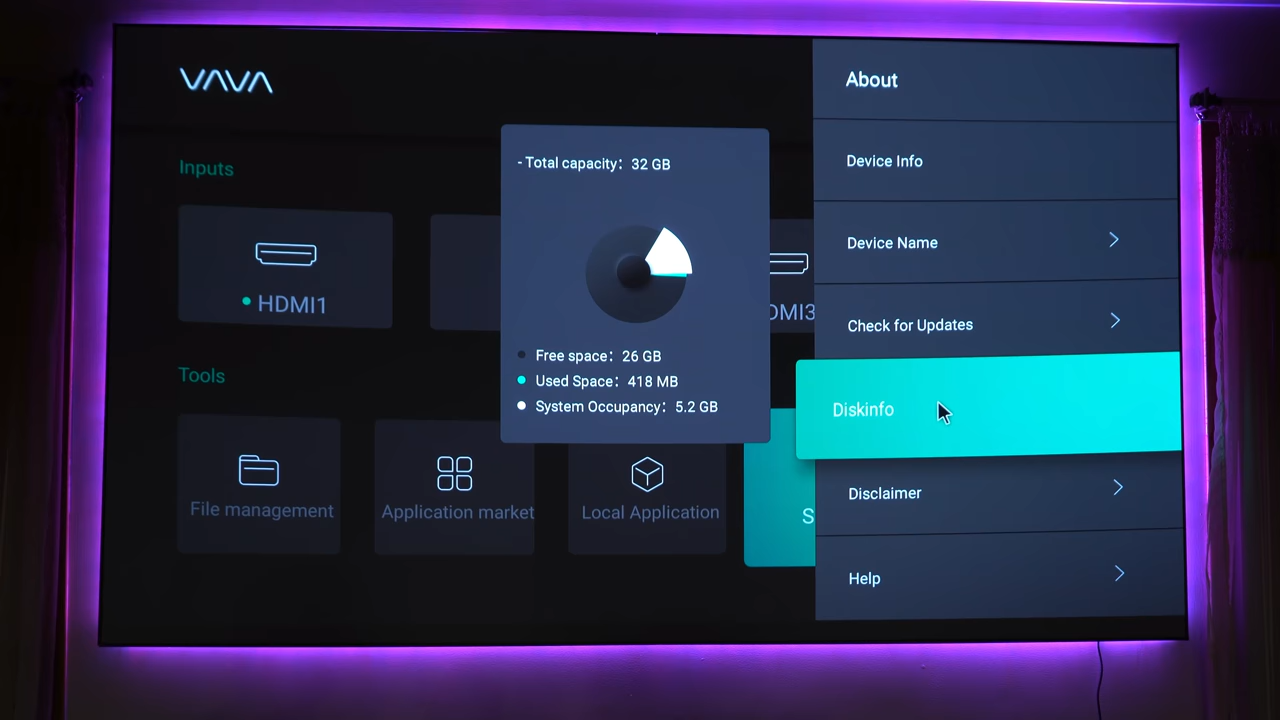 VAVA
Inputs
HDMI1
DMI3
Tools
File management
Application market
Local Application
S
- Total capacity: 32 GB
Free space: 26 GB
Used Space: 418 MB
System Occupancy: 5.2 GB
About
Device Info
Device Name
Check for Updates
Diskinfo
Disclaimer
Help